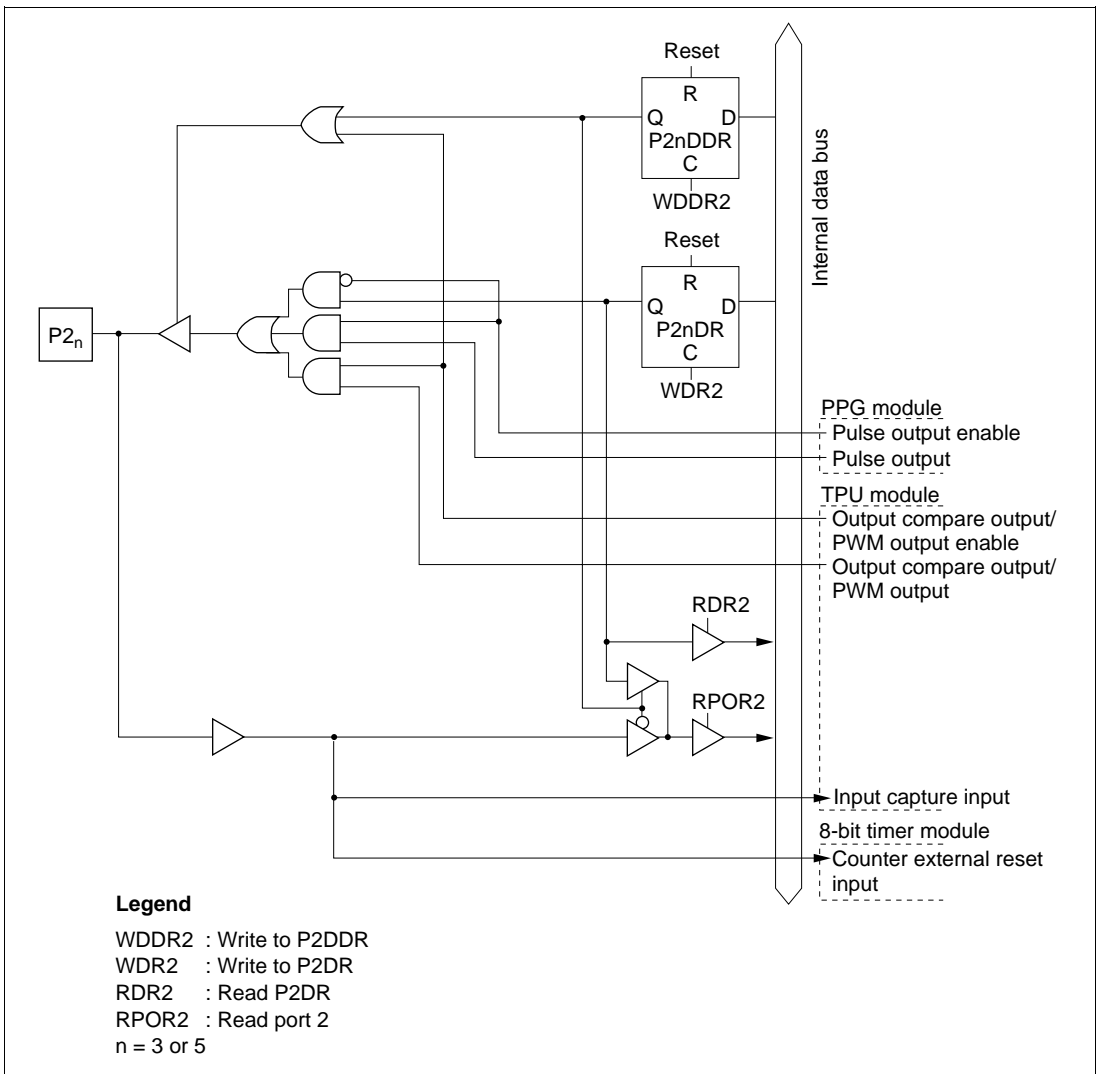 Reset
R
Q D
P2nDDR
C
WDDR2
Internal data bus
Reset
R
Q D
P2nDR
C
WDR2
P2n
PPG module
Pulse output enable
Pulse output
TPU module
Output compare output/
PWM output enable
Output compare output/
PWM output
RDR2
RPOR2
Input capture input
8-bit timer module
Counter external reset
input
Legend
WDDR2 : Write to P2DDR
WDR2 : Write to P2DR
RDR2 : Read P2DR
RPOR2 : Read port 2
n = 3 or 5